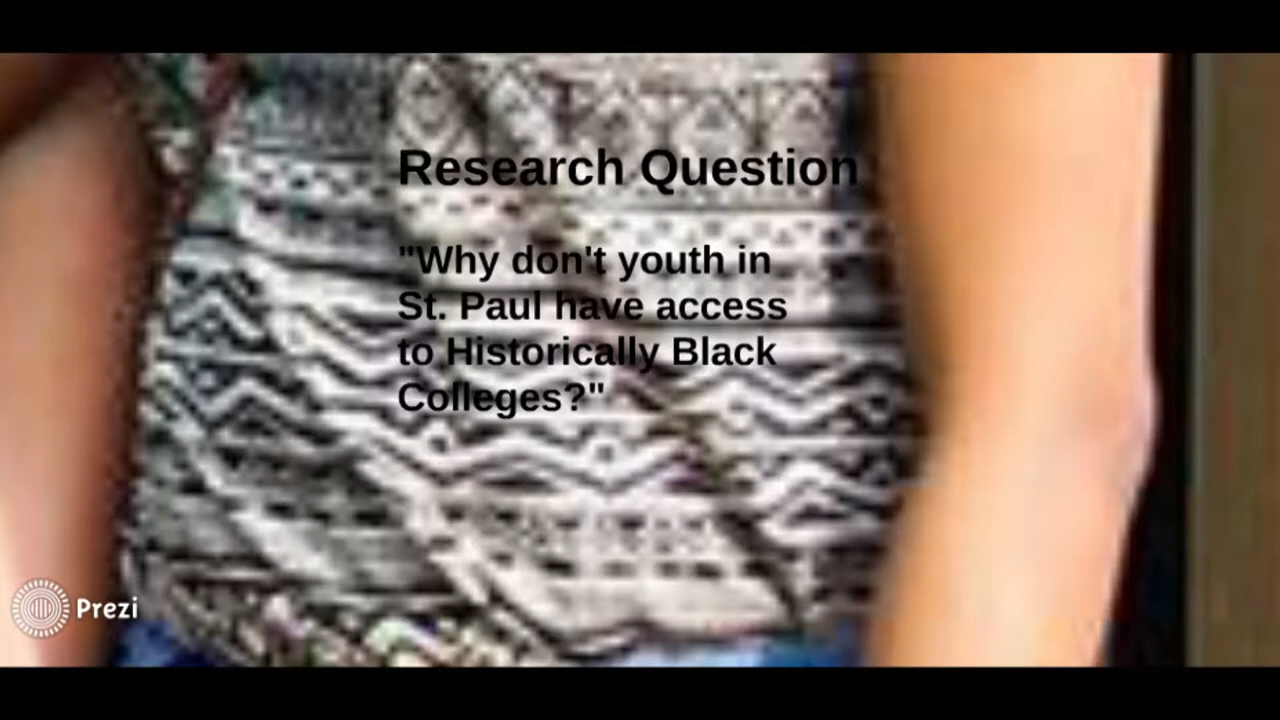 Research Question
"Why don't youth in
St. Paul have access
to Historically Black
Colleges?"
Prezi